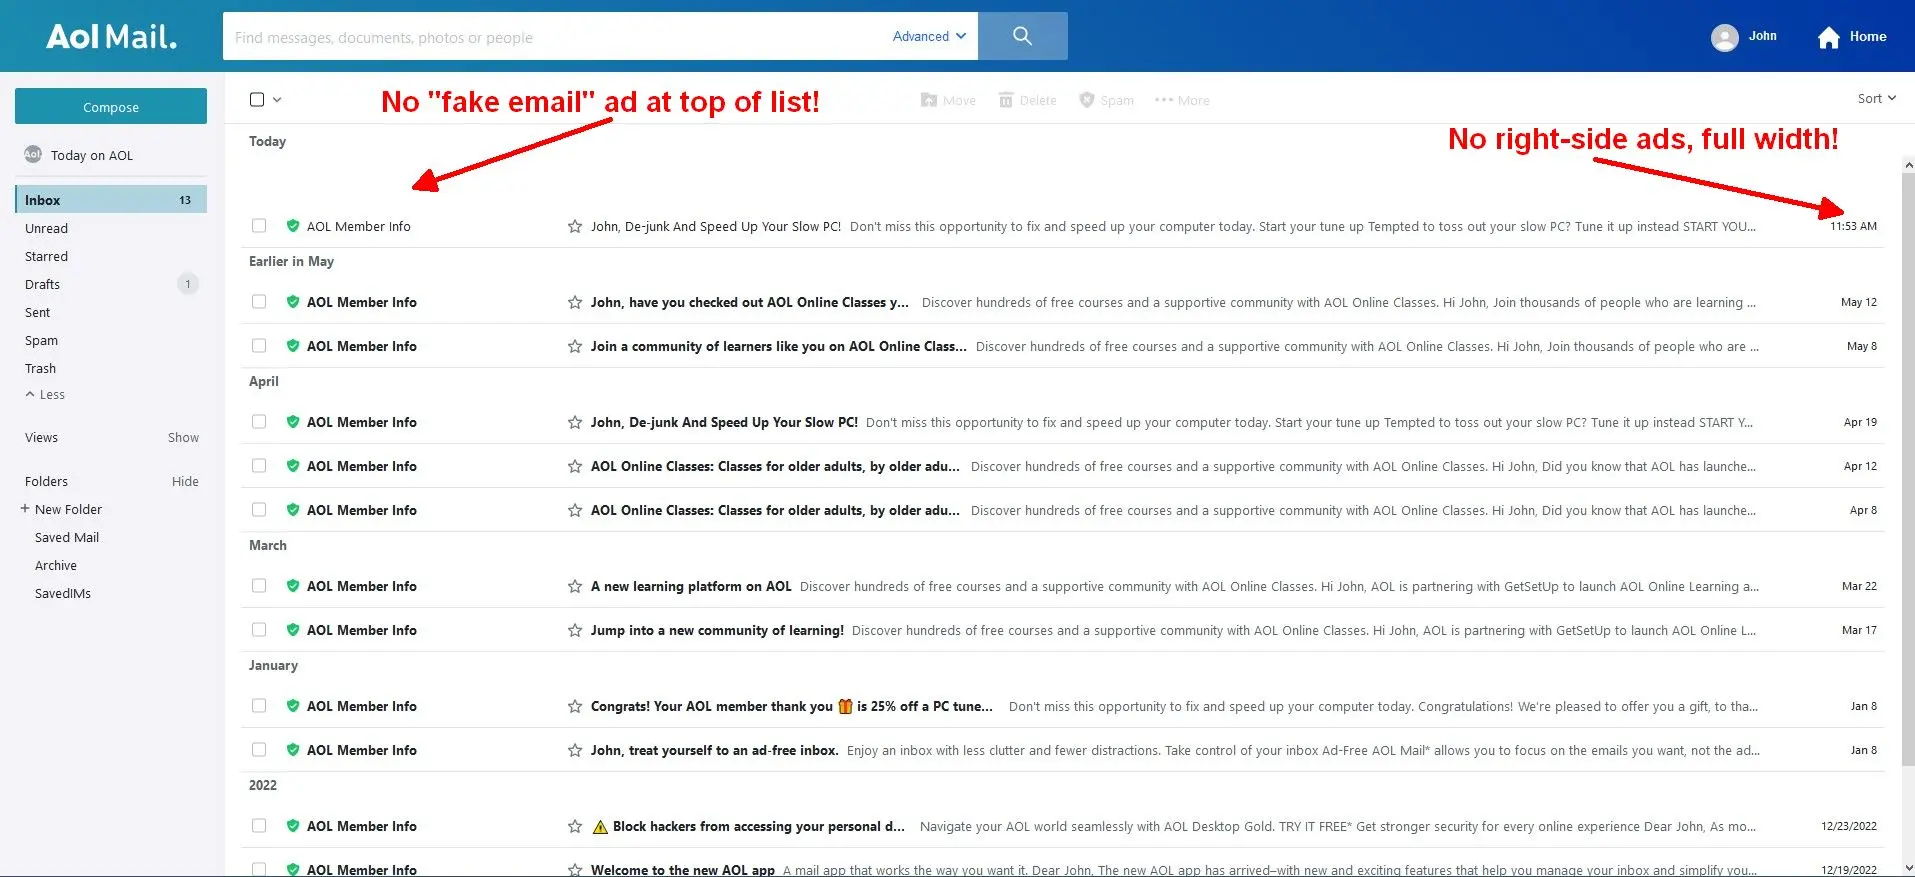 Aol Mail.
Find messages, documents, photos or people
Advanced
John
Home
Compose
No "fake email" ad at top of list!
Move
Delete
Spam
More
Sort
Today on AOL
Today
No right-side ads, full width!
Inbox 13
Unread
Starred
Drafts 1
Sent
Spam
Trash
Less
Views Show
Folders Hide
New Folder
Saved Mail
Archive
SavedIMs
AOL Member Info John, De-junk And Speed Up Your Slow PC! Don't miss this opportunity to fix and speed up your computer today. Start your tune up Tempted to toss out your slow PC? Tune it up instead START YOU... 11:53 AM
Earlier in May
AOL Member Info John, have you checked out AOL Online Classes y... Discover hundreds of free courses and a supportive community with AOL Online Classes. Hi John, Join thousands of people who are learning ... May 12
AOL Member Info Join a community of learners like you on AOL Online Class... Discover hundreds of free courses and a supportive community with AOL Online Classes. Hi John, Join thousands of people who are ... May 8
April
AOL Member Info John, De-junk And Speed Up Your Slow PC! Don't miss this opportunity to fix and speed up your computer today. Start your tune up Tempted to toss out your slow PC? Tune it up instead START Y... Apr 19
AOL Member Info AOL Online Classes: Classes for older adults, by older adu... Discover hundreds of free courses and a supportive community with AOL Online Classes. Hi John, Did you know that AOL has launche... Apr 12
AOL Member Info AOL Online Classes: Classes for older adults, by older adu... Discover hundreds of free courses and a supportive community with AOL Online Classes. Hi John, Did you know that AOL has launche... Apr 8
March
AOL Member Info A new learning platform on AOL Discover hundreds of free courses and a supportive community with AOL Online Classes. Hi John, AOL is partnering with GetSetUp to launch AOL Online Learning a... Mar 22
AOL Member Info Jump into a new community of learning! Discover hundreds of free courses and a supportive community with AOL Online Classes. Hi John, AOL is partnering with GetSetUp to launch AOL Online L... Mar 17
January
AOL Member Info Congrats! Your AOL member thank you 🎁 is 25% off a PC tune... Don't miss this opportunity to fix and speed up your computer today. Congratulations! We're pleased to offer you a gift, to tha... Jan 8
AOL Member Info John, treat yourself to an ad-free inbox. Enjoy an inbox with less clutter and fewer distractions. Take control of your inbox Ad-Free AOL Mail* allows you to focus on the emails you want, not the ad... Jan 8
2022
AOL Member Info ⚠ Block hackers from accessing your personal d... Navigate your AOL world seamlessly with AOL Desktop Gold. TRY IT FREE* Get stronger security for every online experience Dear John, As mo... 12/23/2022
AOL Member Info Welcome to the new AOL app A mail app that works the way you want it. Dear John, The new AOL app has arrived–with new and exciting features that help you manage your inbox and simplify you... 12/19/2022